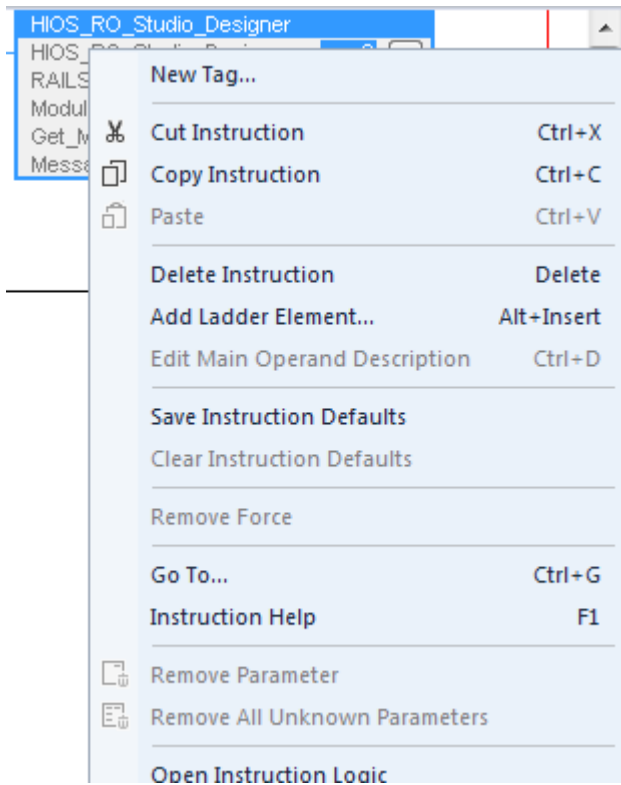 HIOS_RO_Studio_Designer
HIOS_RO_Studio_Desi
RAILS
Modul
Get_M
Messa
New Tag...
Cut Instruction Ctrl+X
Copy Instruction Ctrl+C
Paste Ctrl+V
Delete Instruction Delete
Add Ladder Element... Alt+Insert
Edit Main Operand Description Ctrl+D
Save Instruction Defaults
Clear Instruction Defaults
Remove Force
Go To... Ctrl+G
Instruction Help F1
Remove Parameter
Remove All Unknown Parameters
Open Instruction Logic